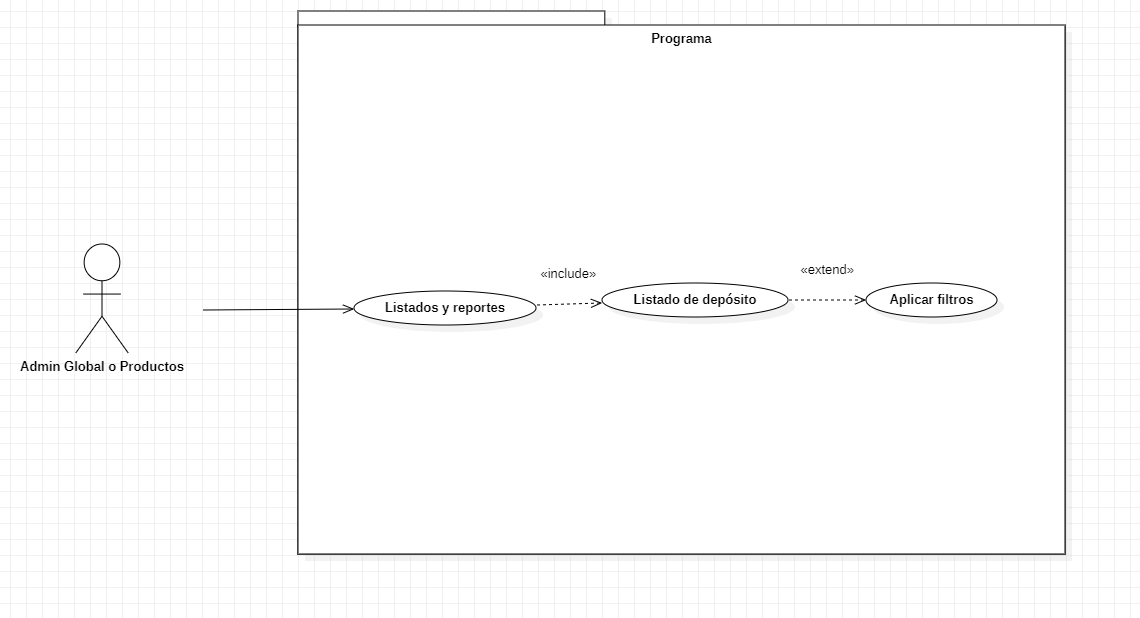 Programa
«include»
«extend»
Listados y reportes
Listado de depósito
Aplicar filtros
Admin Global o Productos